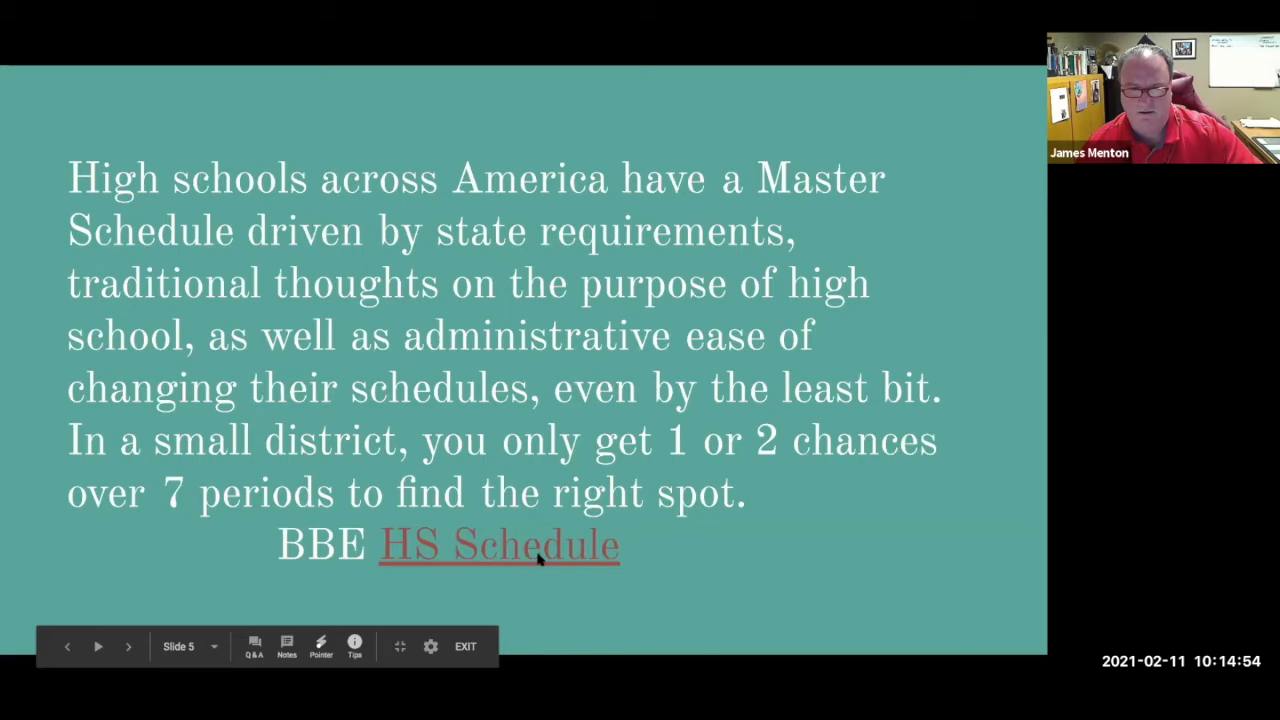 High schools across America have a Master
Schedule driven by state requirements,
traditional thoughts on the purpose of high
school, as well as administrative ease of
changing their schedules, even by the least bit.
In a small district, you only get 1 or 2 chances
over 7 periods to find the right spot.
BBE HS Schedule
James Menton
Slide 5
Q&A
Notes
Pointer
Tips
EXIT
2021-02-11 10:14:54